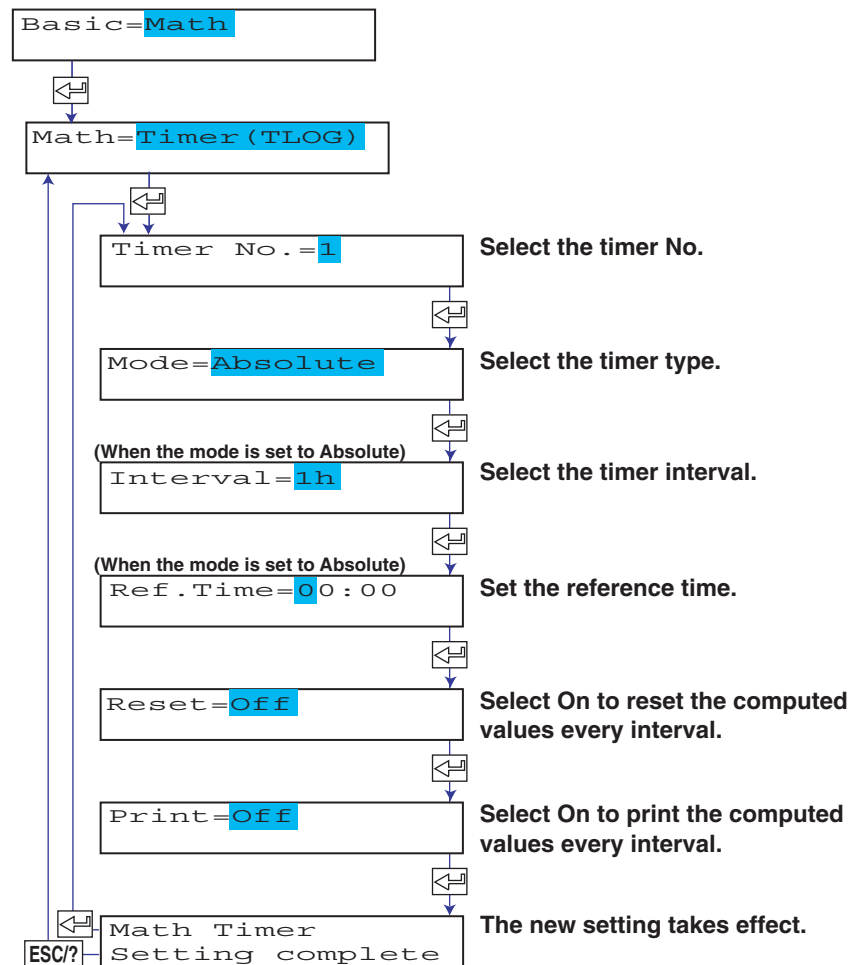 Basic=Math
Math=Timer(TLOG)
Timer No.=1
Select the timer No.
Mode=Absolute
Select the timer type.
(When the mode is set to Absolute)
Interval=1h
Select the timer interval.
(When the mode is set to Absolute)
Ref.Time=00:00
Set the reference time.
Reset=Off
Select On to reset the computed
values every interval.
Print=Off
Select On to print the computed
values every interval.
Math Timer
Setting complete
The new setting takes effect.
ESC/?